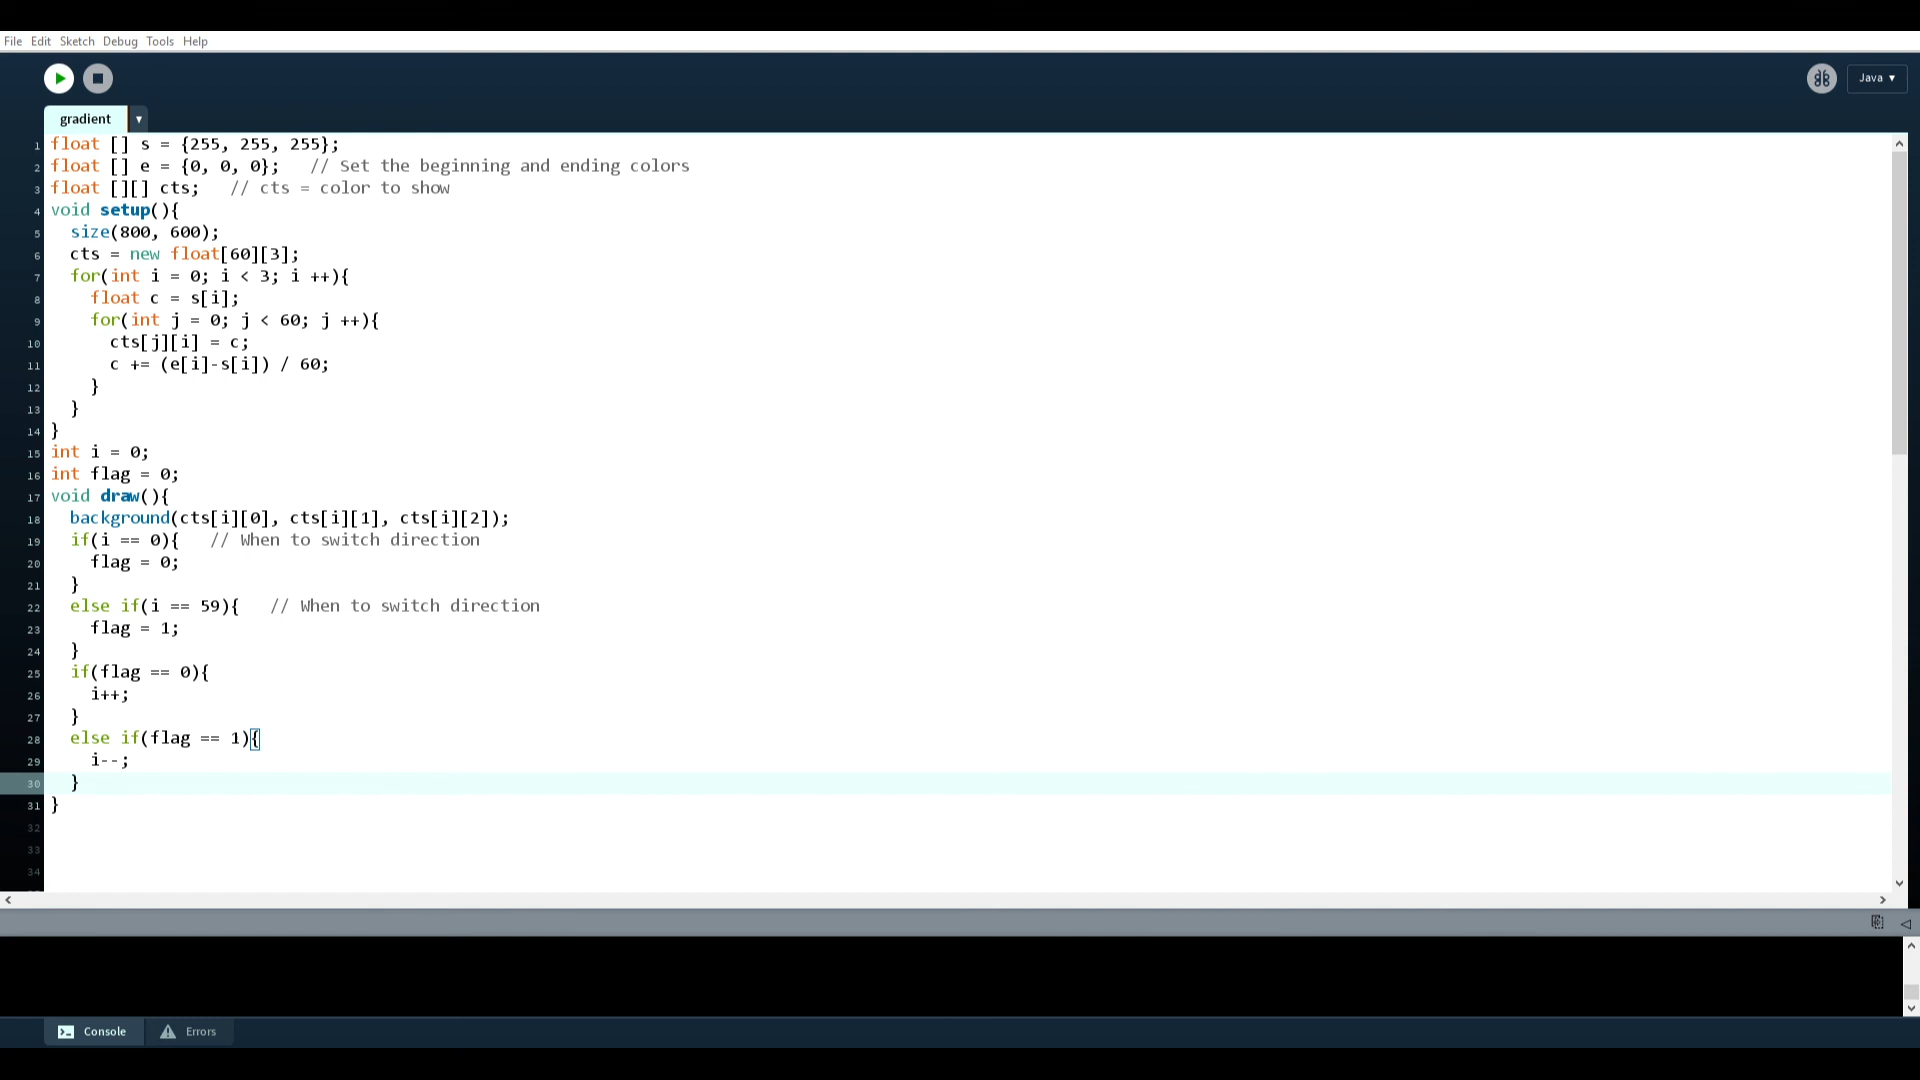 File Edit Sketch Debug Tools Help
Java ▼
gradient ▼
1 float [] s = {255, 255, 255};
2 float [] e = {0, 0, 0};   // Set the beginning and ending colors
3 float [][] cts;   // cts = color to show
4 void setup(){
5   size(800, 600);
6   cts = new float[60][3];
7   for(int i = 0; i < 3; i ++){
8     float c = s[i];
9     for(int j = 0; j < 60; j ++){
10       cts[j][i] = c;
11       c += (e[i]-s[i]) / 60;
12     }
13   }
14 }
15 int i = 0;
16 int flag = 0;
17 void draw(){
18   background(cts[i][0], cts[i][1], cts[i][2]);
19   if(i == 0){   // When to switch direction
20     flag = 0;
21   }
22   else if(i == 59){   // When to switch direction
23     flag = 1;
24   }
25   if(flag == 0){
26     i++;
27   }
28   else if(flag == 1){
29     i--;
30   }
31 }
32
33
34
Console Errors